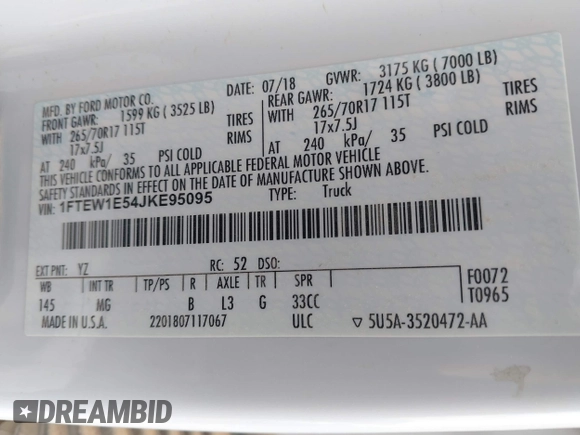 MFD. BY FORD MOTOR CO. DATE: 07/18 GVWR: 3175 KG ( 7000 LB)
FRONT GAWR: 1599 KG ( 3525 LB) REAR GAWR: 1724 KG ( 3800 LB)
WITH 265/70R17 115T TIRES WITH 265/70R17 115T TIRES
17x7.5J RIMS 17x7.5J RIMS
AT 240 kPa/ 35 PSI COLD AT 240 kPa/ 35 PSI COLD
THIS VEHICLE CONFORMS TO ALL APPLICABLE FEDERAL MOTOR VEHICLE
SAFETY STANDARDS IN EFFECT ON THE DATE OF MANUFACTURE SHOWN ABOVE.
VIN: 1FTEW1E54JKE95095 TYPE: Truck
EXT PNT: YZ RC: 52 DSO: F0072
WB INT TR TP/PS R AXLE TR SPR T0965
145 MG B L3 G 33CC
MADE IN U.S.A. 2201807117067 ULC ▽ 5U5A-3520472-AA
DREAMBID